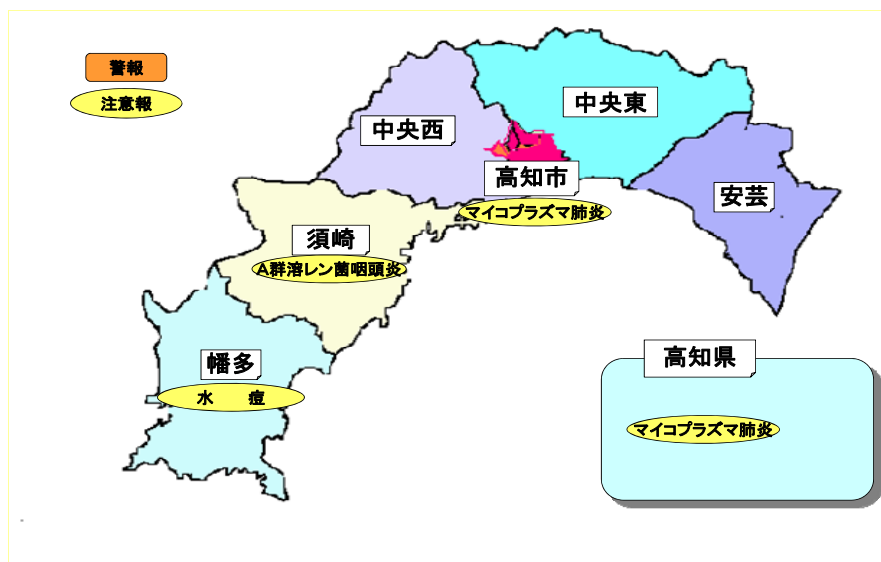 警報
注意報
中央西
中央東
高知市
マイコプラズマ肺炎
安芸
須崎
A群溶レン菌咽頭炎
幡多
水　痘
高知県
マイコプラズマ肺炎